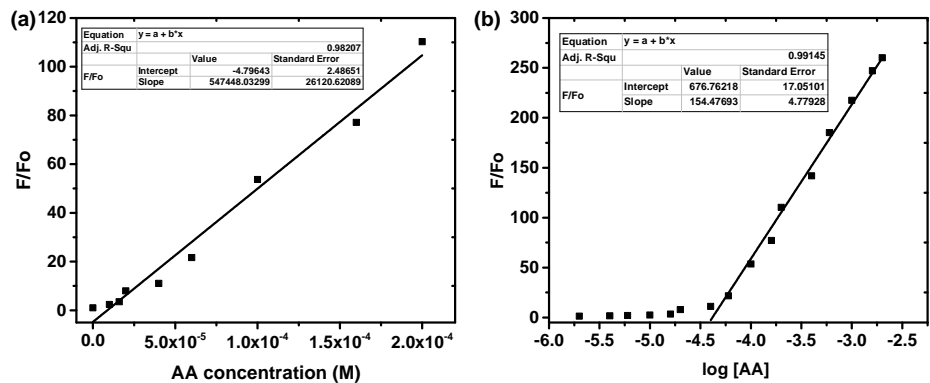 (a)
Equation y = a + b*x
Adj. R-Squ 0.98207
Value Standard Error
F/Fo Intercept -4.79643 2.48651
Slope 547448.03299 26120.62089
120
100
80
60
40
20
0
F/Fo
0.0 5.0x10-5 1.0x10-4 1.5x10-4 2.0x10-4
AA concentration (M)
(b)
Equation y = a + b*x
Adj. R-Squ 0.99145
Value Standard Error
F/Fo Intercept 676.76218 17.05101
Slope 154.47693 4.77928
300
250
200
150
100
50
0
F/Fo
-6.0 -5.5 -5.0 -4.5 -4.0 -3.5 -3.0 -2.5
log [AA]